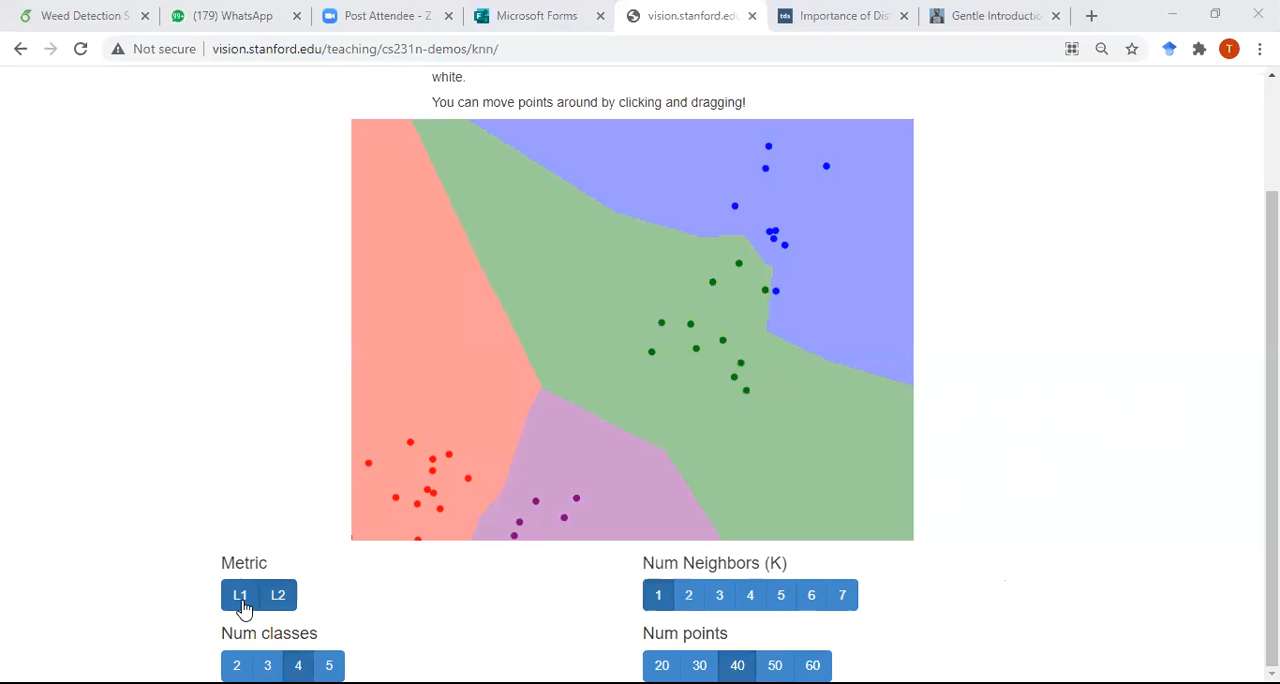 Weed Detection S
(179) WhatsApp
Post Attendee - Z
Microsoft Forms
vision.stanford.edu
Importance of Dis
Gentle Introductio
Not secure
vision.stanford.edu/teaching/cs231n-demos/knn/
T
white.
You can move points around by clicking and dragging!
Metric
Num Neighbors (K)
L1 L2
1 2 3 4 5 6 7
Num classes
Num points
2 3 4 5
20 30 40 50 60